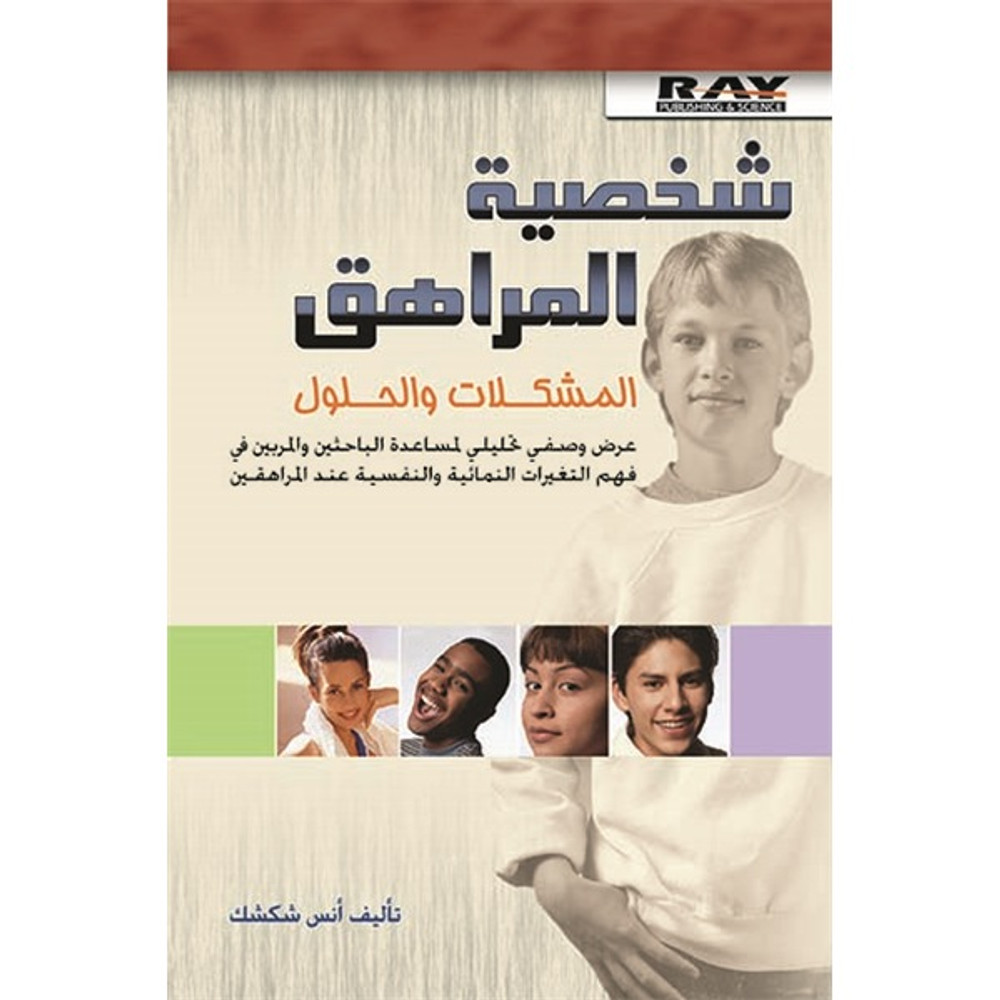 RAY
PUBLISHING & SCIENCE
شخصية
المراهق
المشكلات والحلول
عرض وصفي تحليلي لمساعدة الباحثين والمربين في
فهم التغيرات النمائية والنفسية عند المراهقين
تأليف أنس شكشك